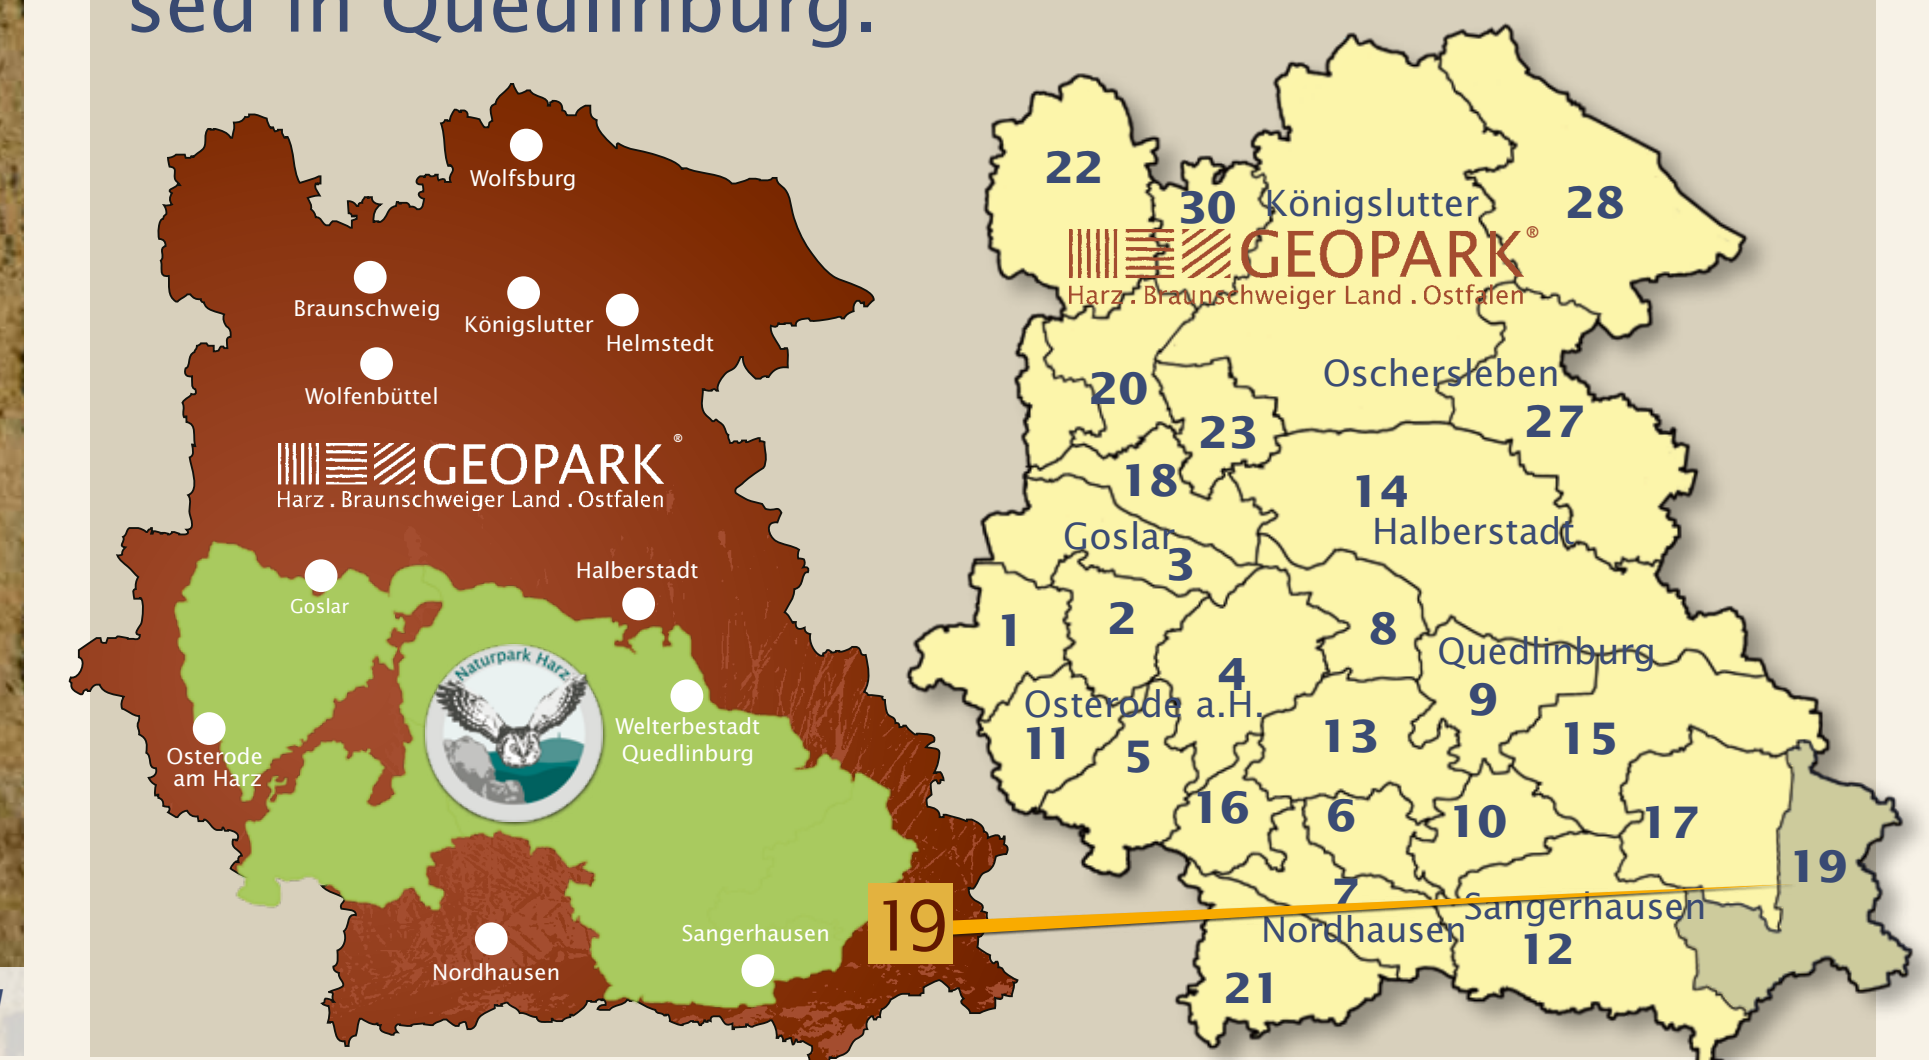 sed in Quedlinburg.
Wolfsburg
Braunschweig
Königslutter
Helmstedt
Wolfenbüttel
GEOPARK®
Harz . Braunschweiger Land . Ostfalen
Goslar
Halberstadt
Naturpark Harz
Osterode
am Harz
Welterbestadt
Quedlinburg
Sangerhausen
Nordhausen
19
22
30
Königslutter
28
GEOPARK®
Harz . Braunschweiger Land . Ostfalen
Oschersleben
20
27
23
18
14
Goslar
Halberstadt
3
1
2
8
Quedlinburg
4
9
Osterode a.H.
11
5
13
15
16
6
10
17
19
7
Sangerhausen
Nordhausen
12
21